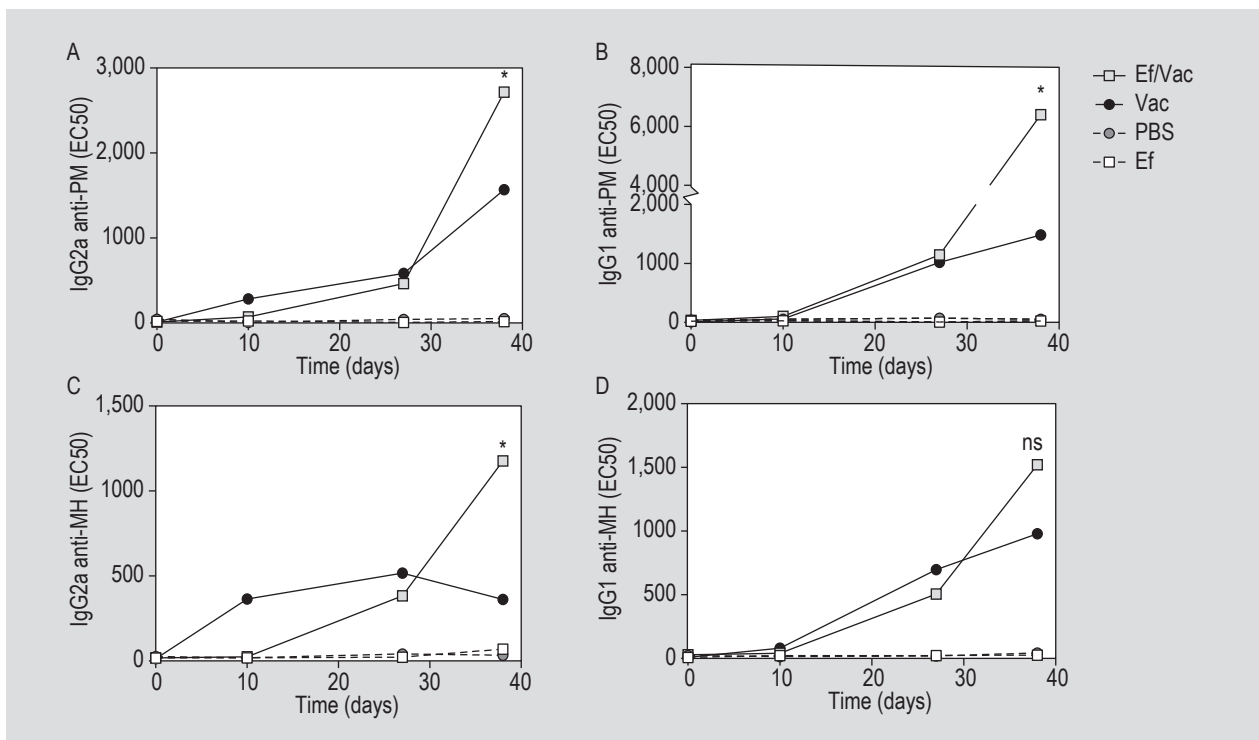 A
3,000
2,000
1000
0
IgG2a anti-PM (EC50)
*
0 10 20 30 40
Time (days)
B
8,000
6,000
4,000
2,000
1000
0
IgG1 anti-PM (EC50)
*
0 10 20 30 40
Time (days)
Ef/Vac
Vac
PBS
Ef
C
1,500
1,000
500
0
IgG2a anti-MH (EC50)
*
0 10 20 30 40
Time (days)
D
2,000
1,500
1000
500
0
IgG1 anti-MH (EC50)
ns
0 10 20 30 40
Time (days)